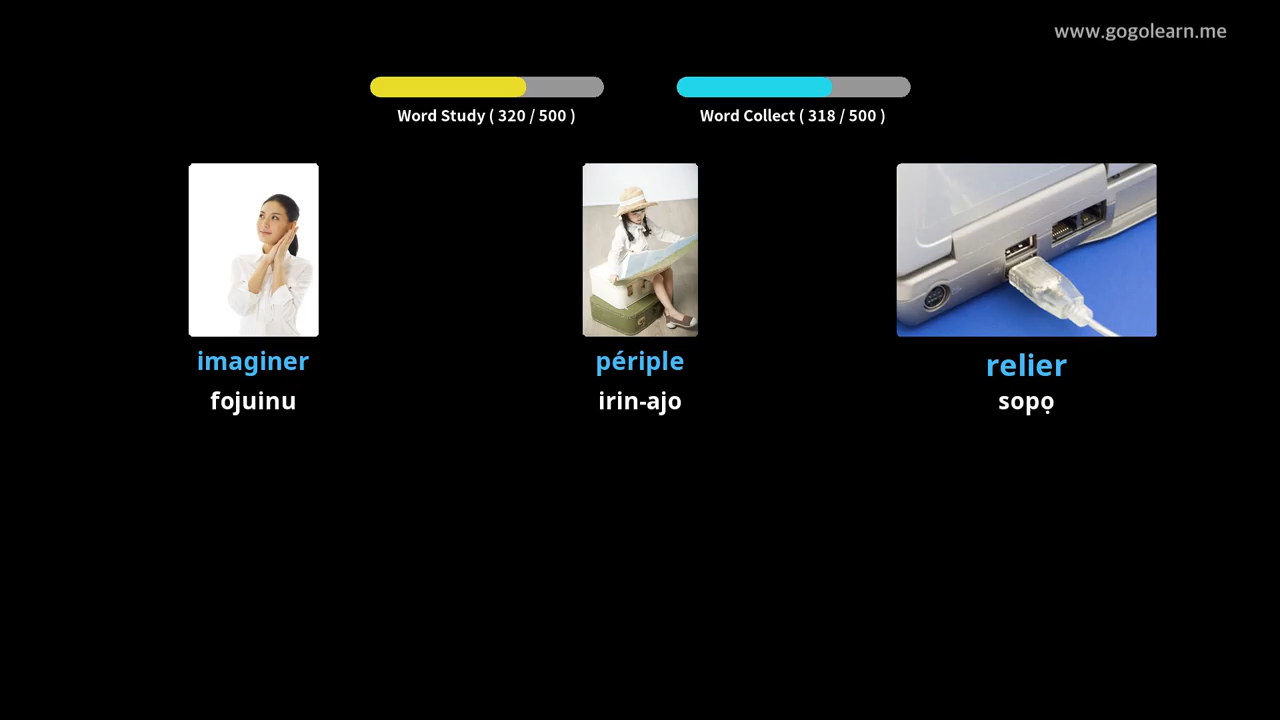 www.gogolearn.me
Word Study ( 320 / 500 )
Word Collect ( 318 / 500 )
imaginer
fojuinu
périple
irin-ajo
relier
sopọ